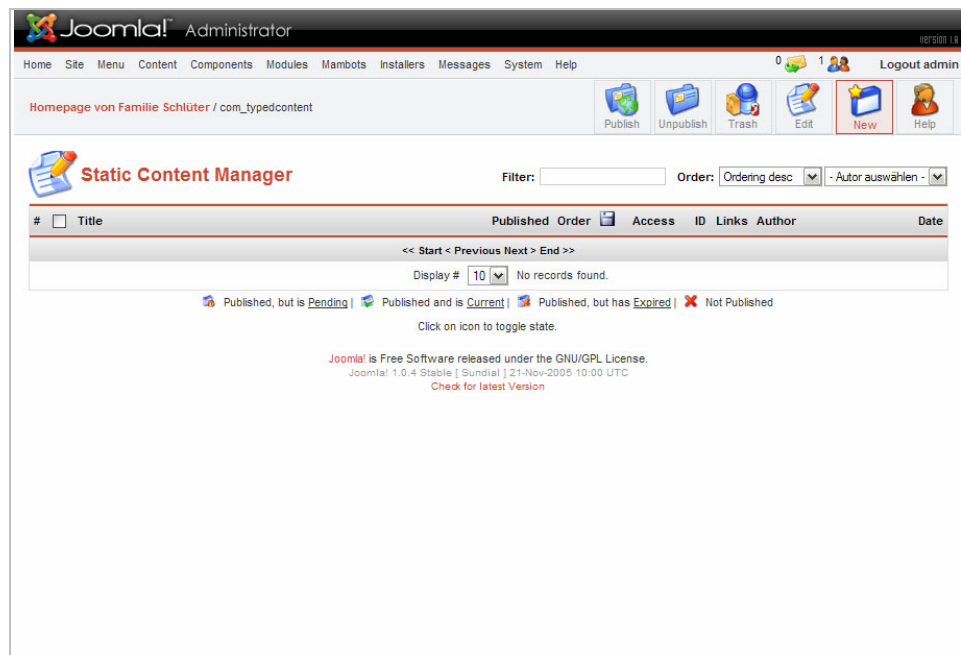 Joomla!™ Administrator
version 1.0
Home Site Menu Content Components Modules Mambots Installers Messages System Help 0 1 Logout admin
Homepage von Familie Schlüter / com_typedcontent
Publish Unpublish Trash Edit New Help
Static Content Manager Filter: Order: Ordering desc - Autor auswählen -
# Title Published Order Access ID Links Author Date
<< Start < Previous Next > End >>
Display # 10 No records found.
Published, but is Pending | Published and is Current | Published, but has Expired | Not Published
Click on icon to toggle state.
Joomla! is Free Software released under the GNU/GPL License.
Joomla! 1.0.4 Stable [ Sundial ] 21-Nov-2005 10:00 UTC
Check for latest Version